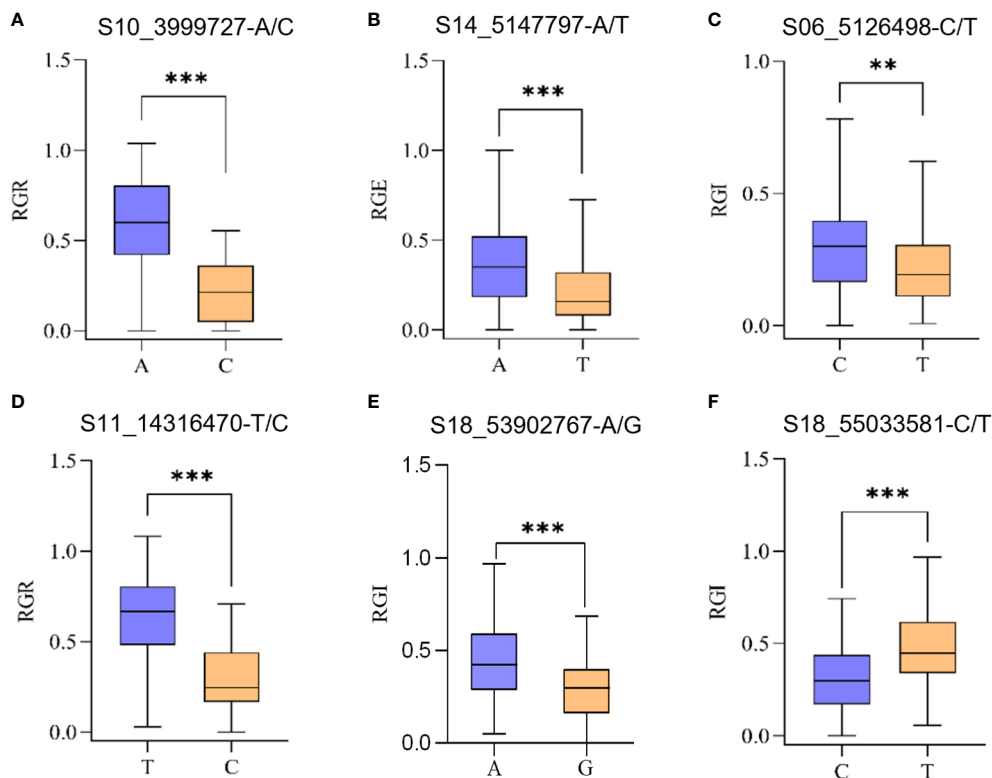 A
S10_3999727-A/C
1.5
1.0
0.5
0.0
RGR
***
A
C
B
S14_5147797-A/T
1.5
1.0
0.5
0.0
RGE
***
A
T
C
S06_5126498-C/T
1.0
0.5
0.0
RGI
**
C
T
D
S11_14316470-T/C
1.5
1.0
0.5
0.0
RGR
***
T
C
E
S18_53902767-A/G
1.5
1.0
0.5
0.0
RGI
***
A
G
F
S18_55033581-C/T
1.5
1.0
0.5
0.0
RGI
***
C
T